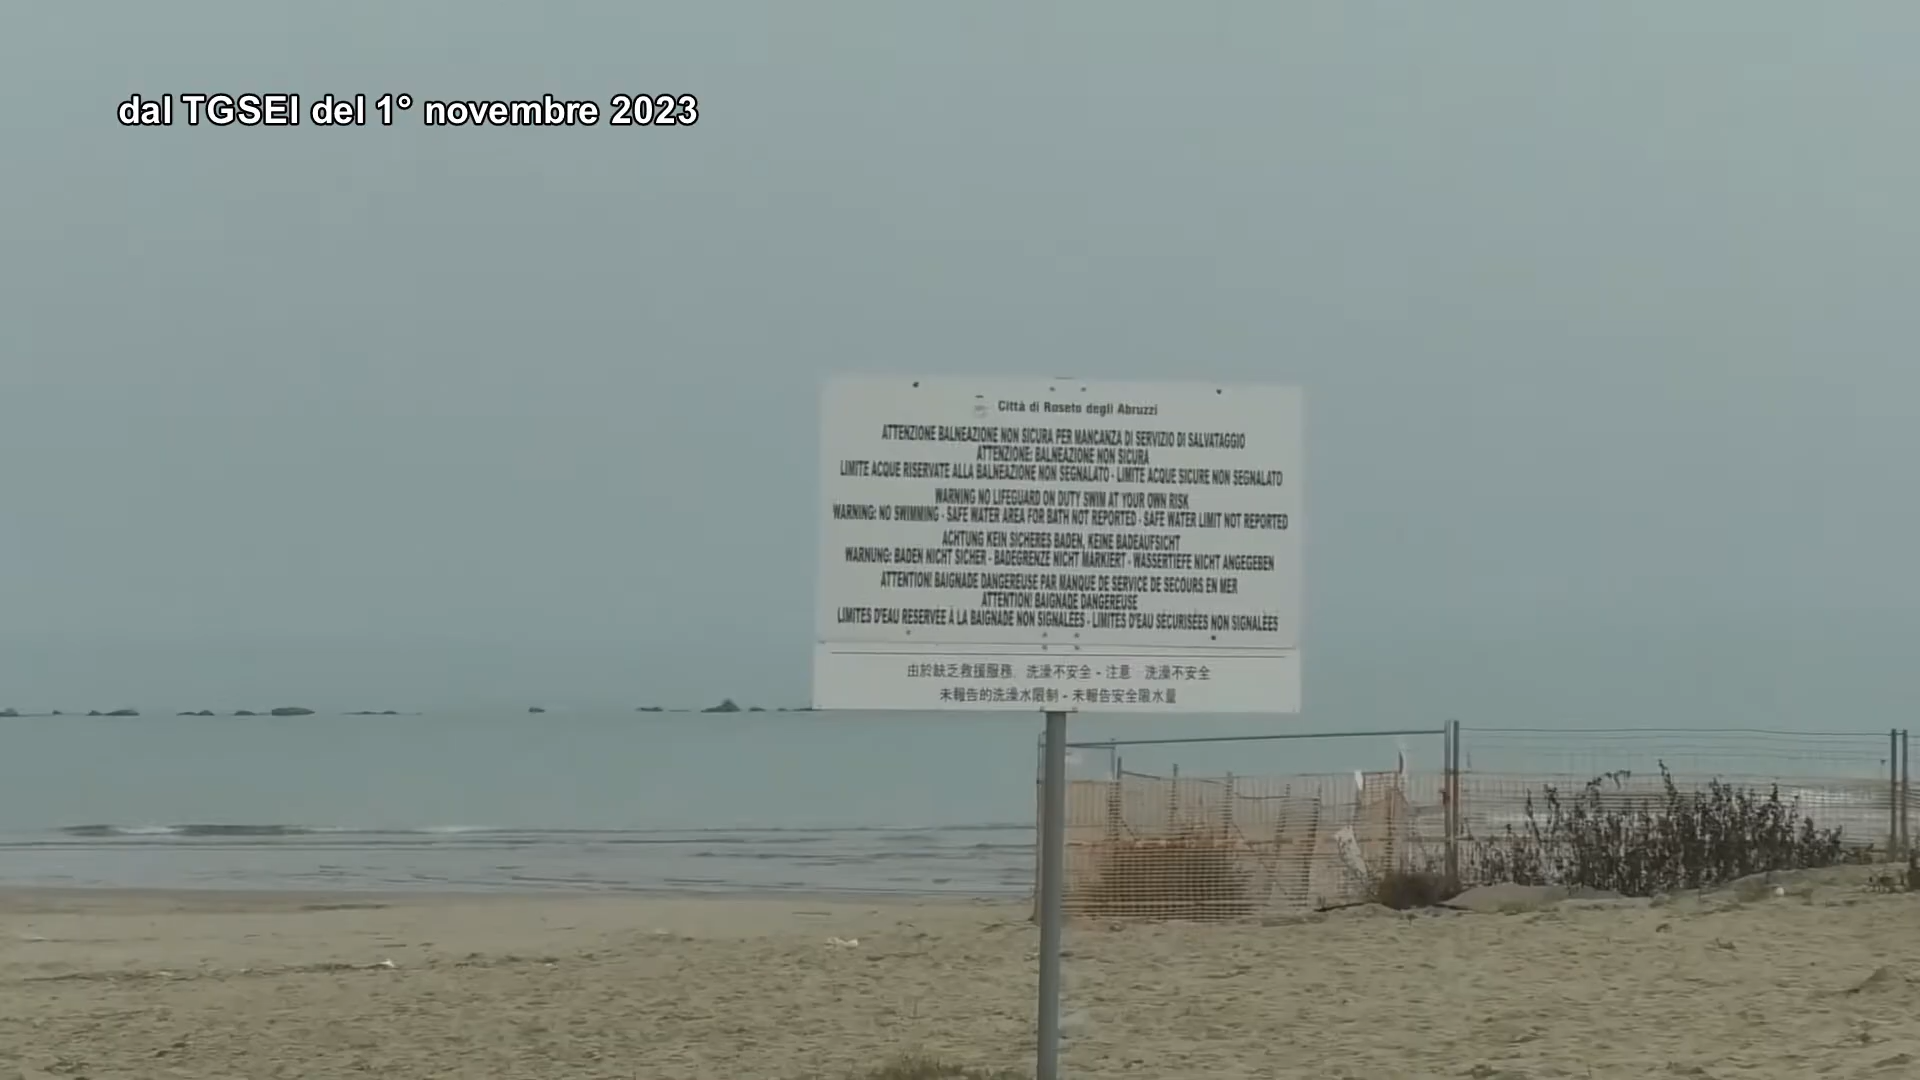 dal TGSEI del 1° novembre 2023
Città di Roseto degli Abruzzi
ATTENZIONE BALNEAZIONE NON SICURA PER MANCANZA DI SERVIZIO DI SALVATAGGIO
ATTENZIONE: BALNEAZIONE NON SICURA
LIMITE ACQUE RISERVATE ALLA BALNEAZIONE NON SEGNALATO - LIMITE ACQUE SICURE NON SEGNALATO
WARNING NO LIFEGUARD ON DUTY SWIM AT YOUR OWN RISK
WARNING: NO SWIMMING - SAFE WATER AREA FOR BATH NOT REPORTED - SAFE WATER LIMIT NOT REPORTED
ACHTUNG KEIN SICHERES BADEN, KEINE BADEAUFSICHT
WARNUNG: BADEN NICHT SICHER - BADEGRENZE NICHT MARKIERT - WASSERTIEFE NICHT ANGEGEBEN
ATTENTION! BAIGNADE DANGEREUSE PAR MANQUE DE SERVICE DE SECOURS EN MER
ATTENTION! BAIGNADE DANGEREUSE
LIMITES D'EAU RESERVÉE À LA BAIGNADE NON SIGNALÉES - LIMITES D'EAU SÉCURISÉES NON SIGNALÉES
由於缺乏救援服務，洗澡不安全 - 注意：洗澡不安全
未報告的洗澡水限制 - 未報告安全限水量